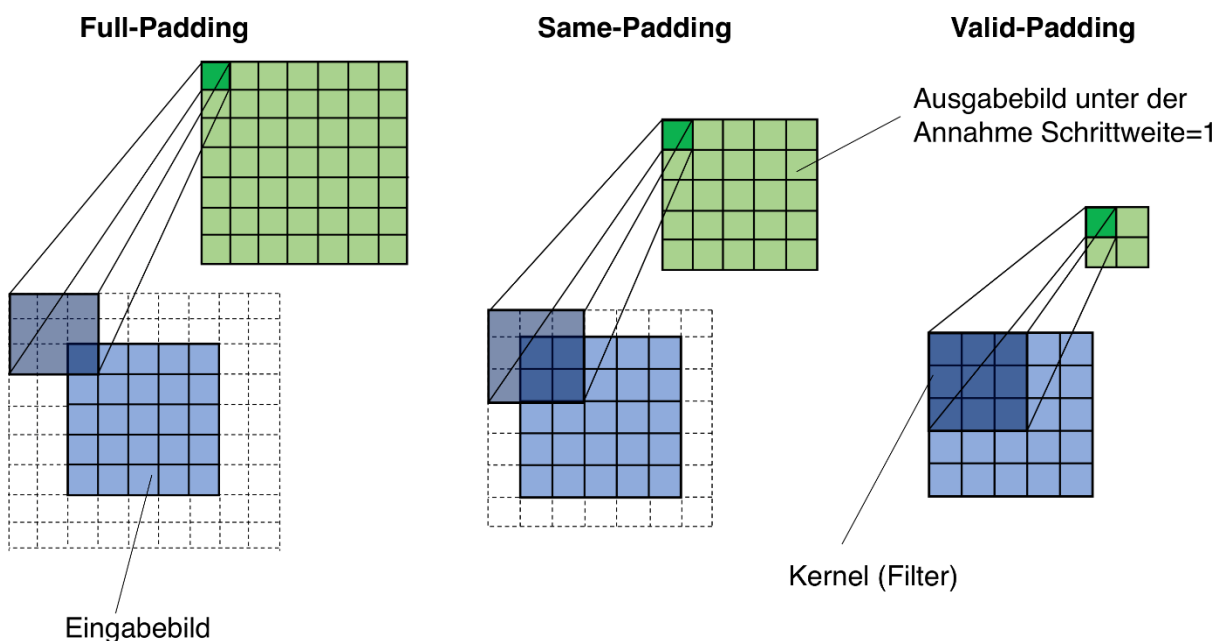 Full-Padding
Same-Padding
Valid-Padding
Ausgabebild unter der
Annahme Schrittweite=1
Kernel (Filter)
Eingabebild